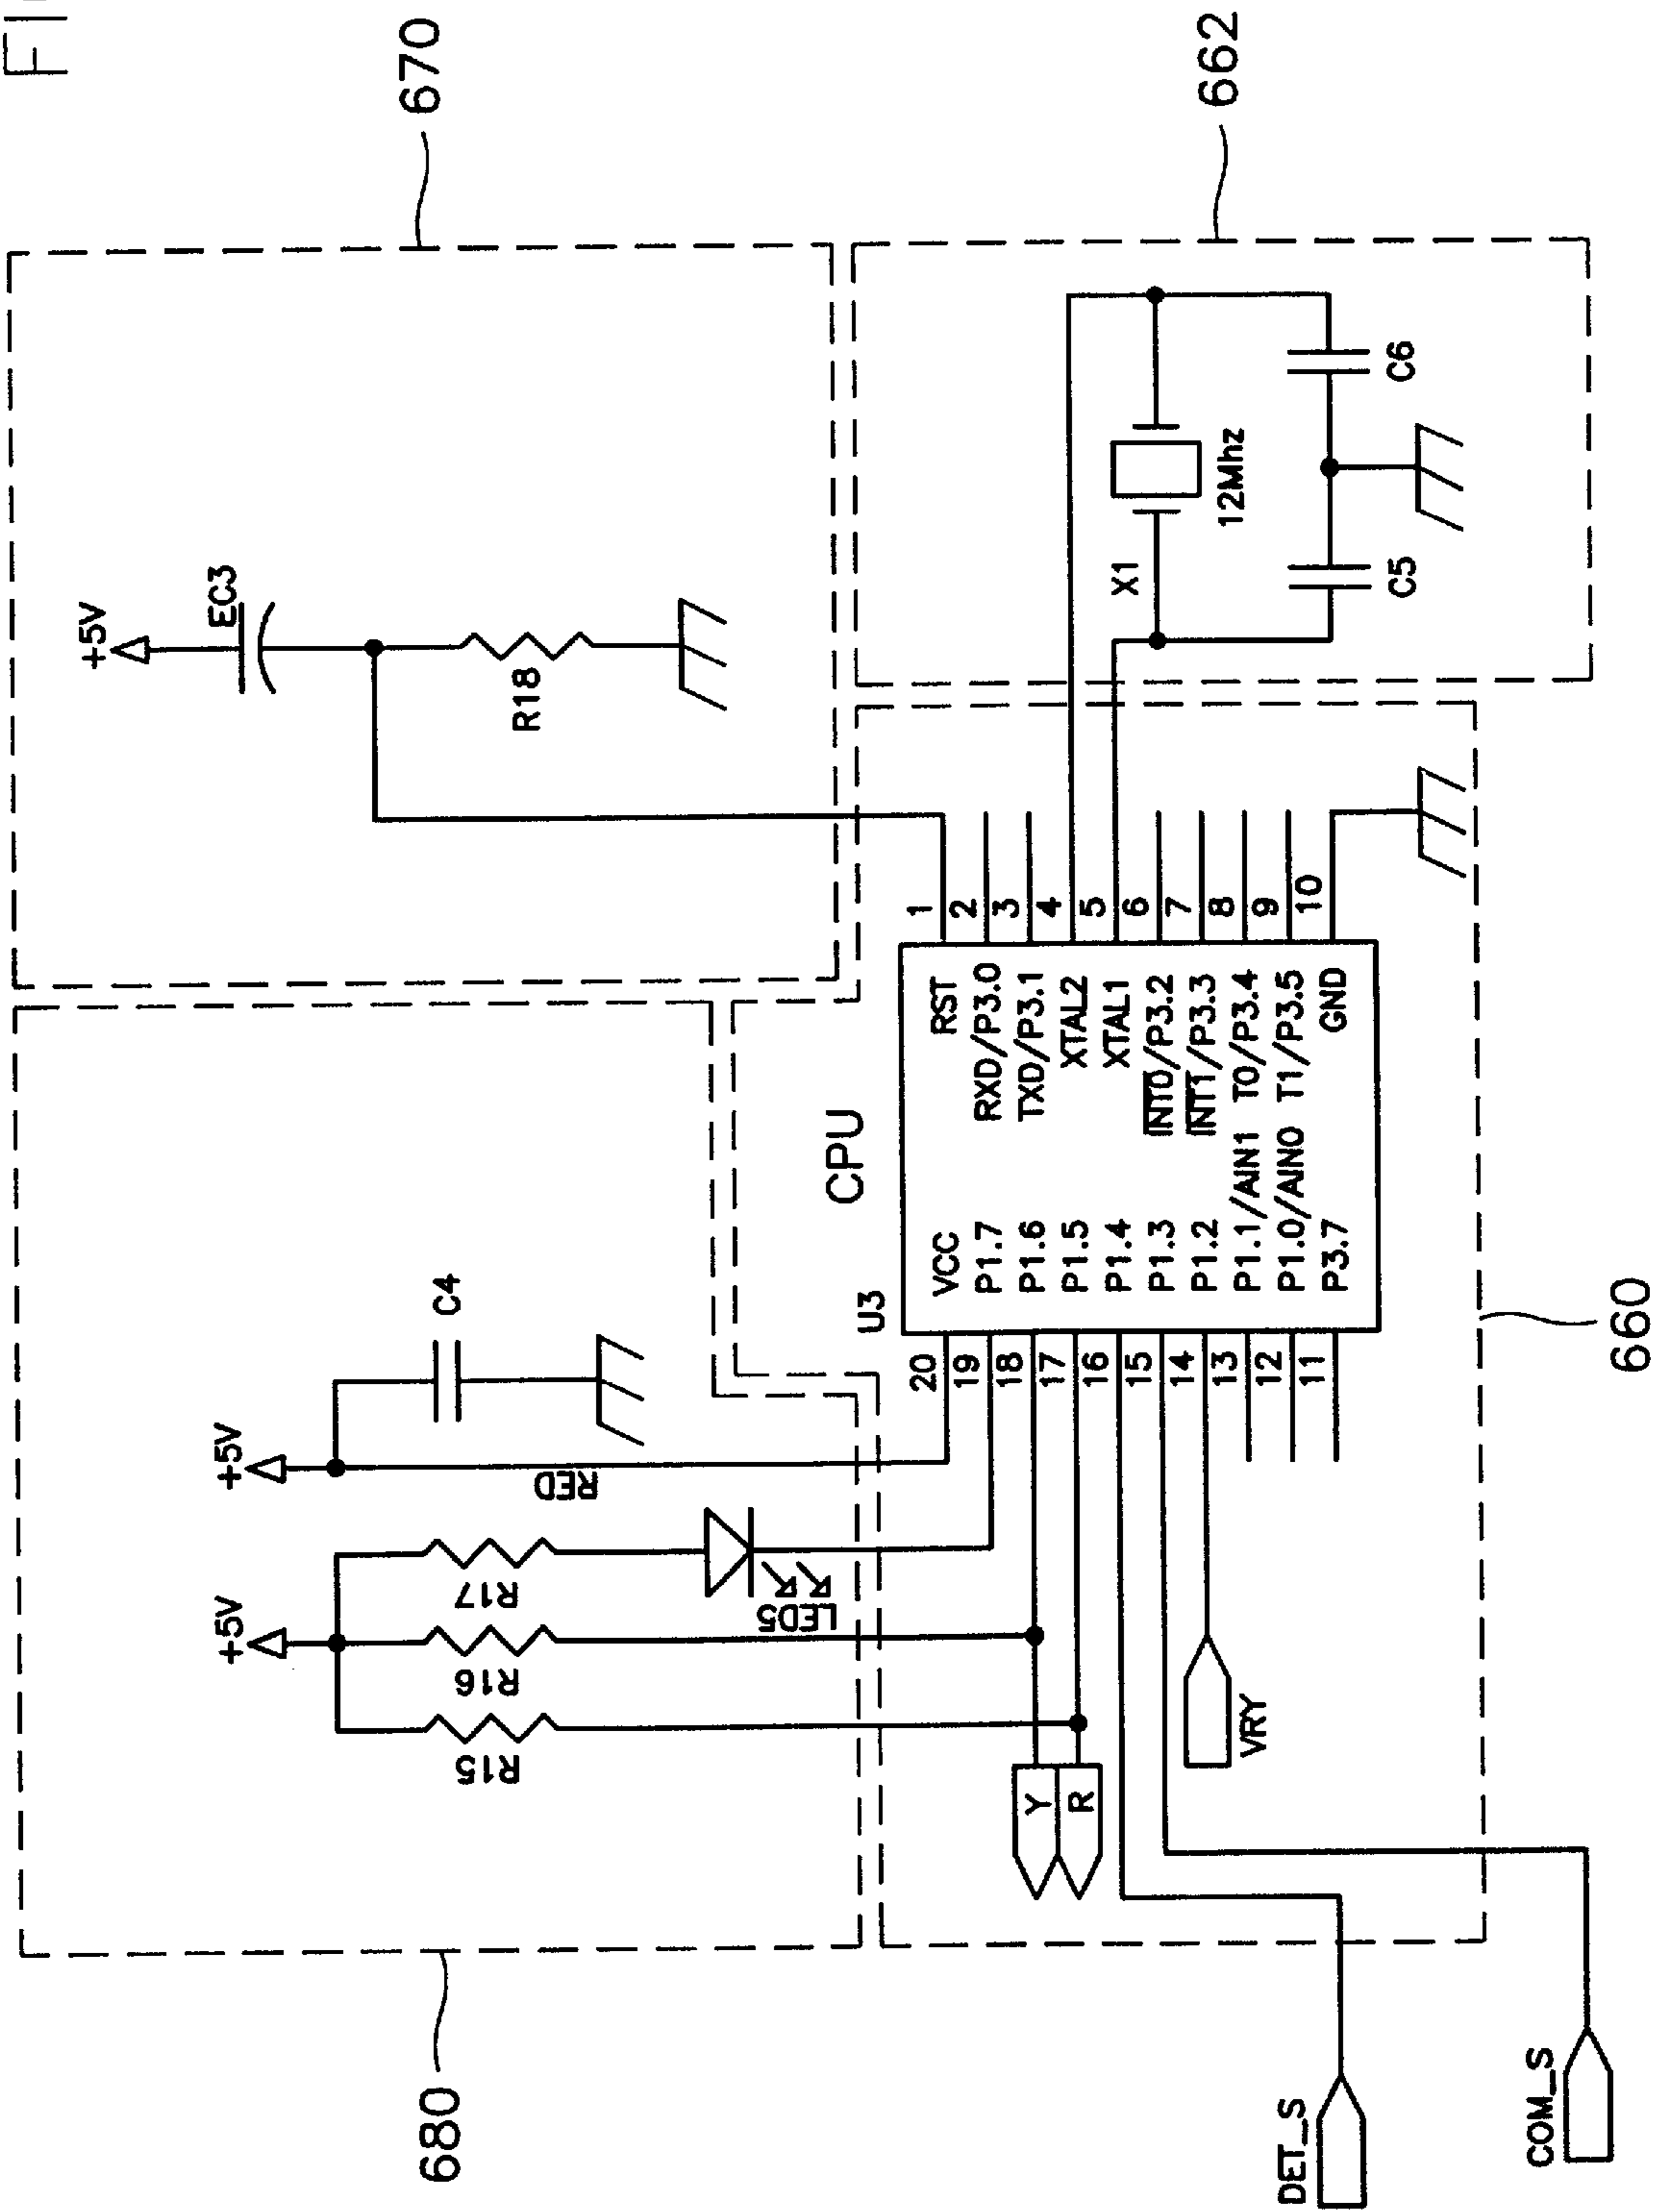 FI
670
662
+5V
EC3
R18
12Mhz
X1
C6
C5
1
2
3
4
5
6
7
8
9
10
RST
RXD/P3.0
TXD/P3.1
XTAL2
XTAL1
INT0/P3.2
INT1/P3.3
T0/P3.4
T1/P3.5
GND
CPU
U3
VCC
P1.7
P1.6
P1.5
P1.4
P1.3
P1.2
P1.1/AIN1
P1.0/AIN0
P3.7
20
19
18
17
16
15
14
13
12
11
C4
+5V
RED
+5V
R17
R16
R15
LED5
Y
R
VRY
660
680
DET_S
COM_S